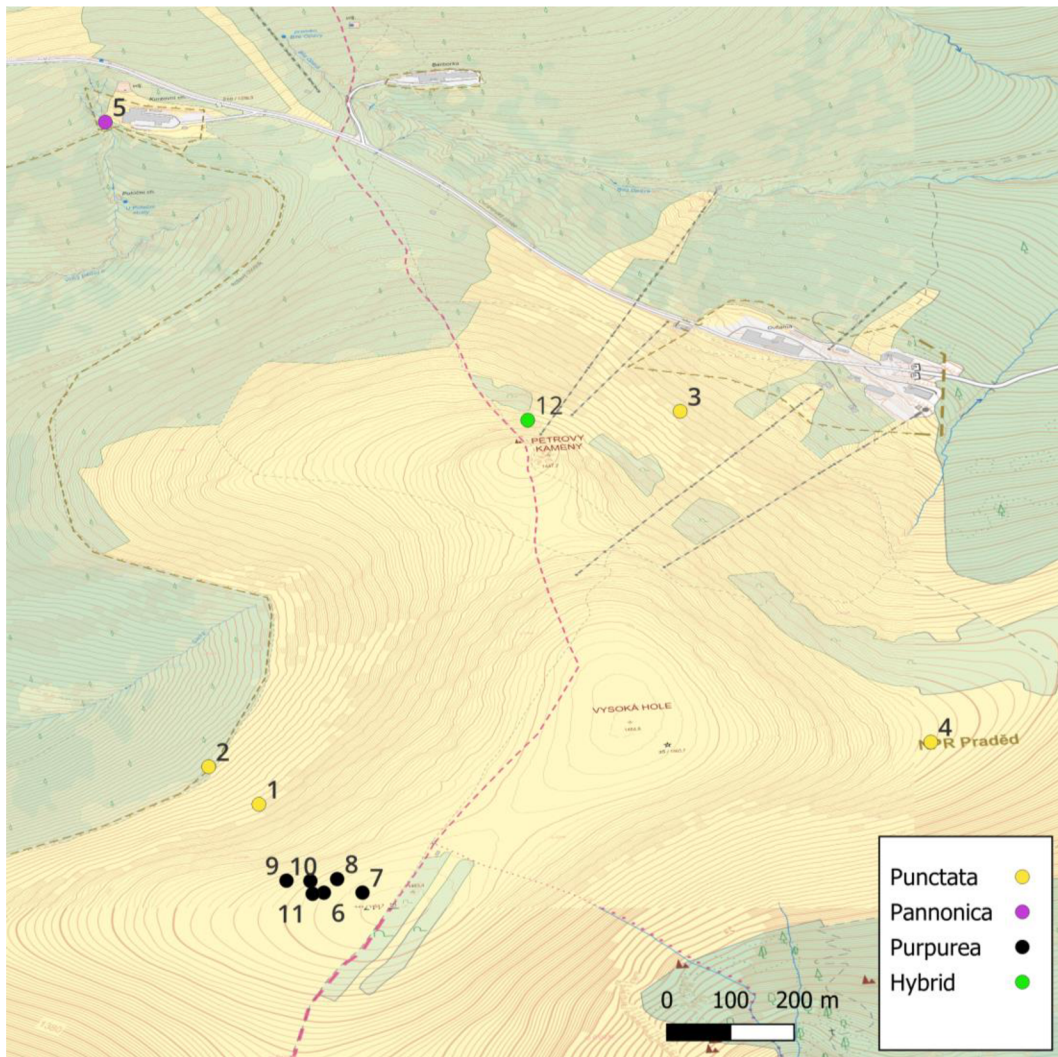 Barborka
5
12
3
PETROVY
KAMENY
VYSOKÁ HOLE
4
NPR Praděd
2
1
9
10
8
7
11
6
Punctata
Pannonica
Purpurea
Hybrid
0 100 200 m